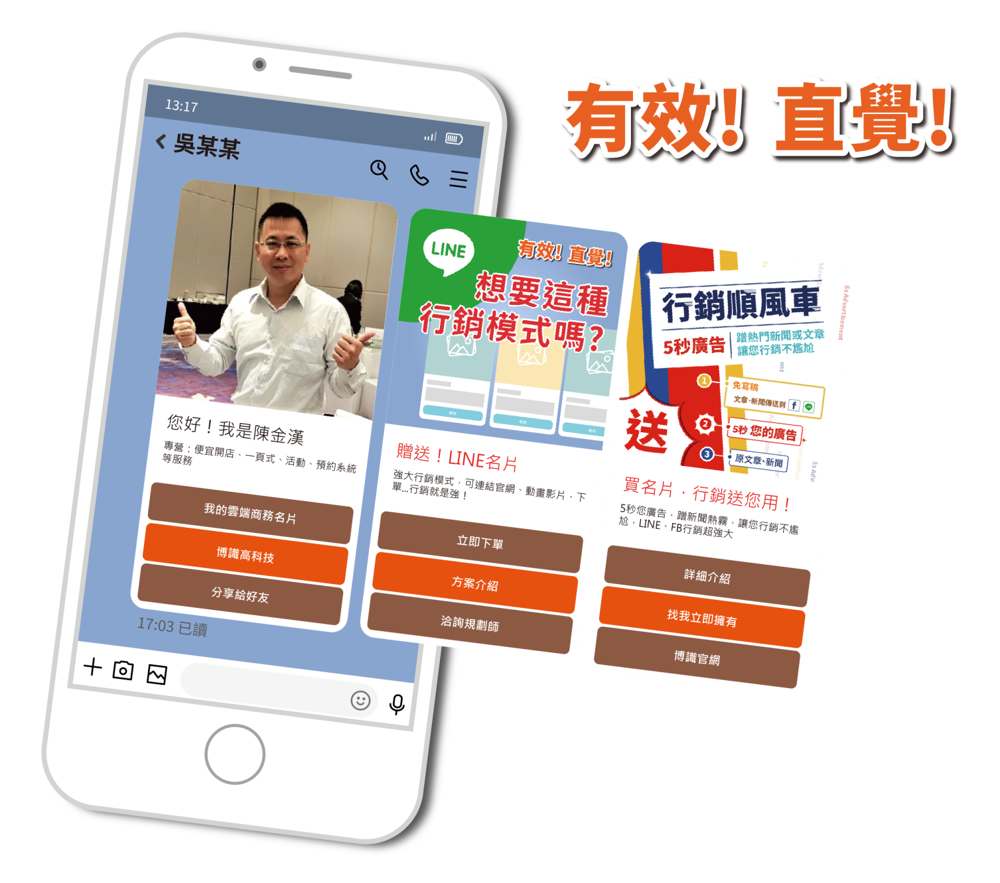 有效！直覺！
13:17
吳某某
您好！我是陳金漢
專營：便宜開店、一頁式、活動、預約系統
等服務
我的雲端商務名片
博識高科技
分享給好友
17:03 已讀
LINE
有效！直覺！
想要這種
行銷模式嗎?
連結
連結
連結
贈送！LINE名片
強大行銷模式，可連結官網、動畫影片，下
單...行銷就是強！
立即下單
方案介紹
洽詢規劃師
行銷順風車
5秒廣告
蹭熱門新聞或文章
讓您行銷不尷尬
5s Advertisement
送
1
免寫稿
文章、新聞傳送到
2
5秒 您的廣告
3
原文章、新聞
5s Adv
買名片，行銷送您用！
5秒您廣告，蹭新聞熱霧，讓您行銷不尷
尬，LINE、FB行銷超強大
詳細介紹
找我立即擁有
博識官網